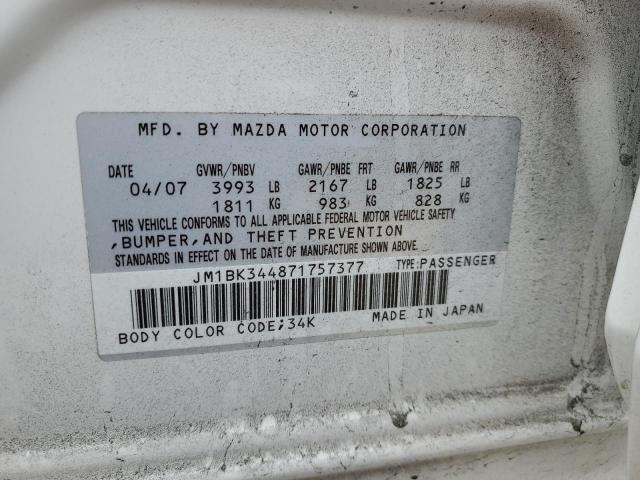 MFD. BY MAZDA MOTOR CORPORATION
DATE GVWR/PNBV GAWR/PNBE FRT GAWR/PNBE RR
04/07 3993 LB 2167 LB 1825 LB
1811 KG 983 KG 828 KG
THIS VEHICLE CONFORMS TO ALL APPLICABLE FEDERAL MOTOR VEHICLE SAFETY
,BUMPER,AND THEFT PREVENTION
STANDARDS IN EFFECT ON THE DATE OF MANUFACTURE SHOWN ABOVE.
JM1BK344871757377 TYPE:PASSENGER
BODY COLOR CODE;34K MADE IN JAPAN